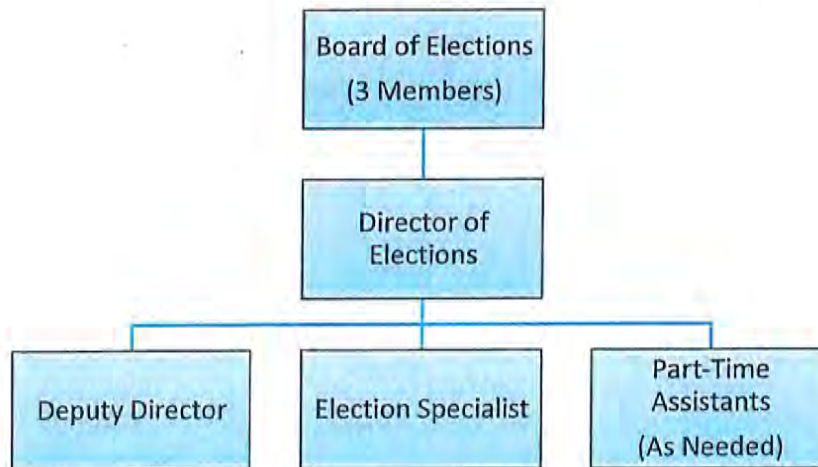 Board of Elections
(3 Members)
Director of
Elections
Deputy Director
Election Specialist
Part-Time
Assistants
(As Needed)